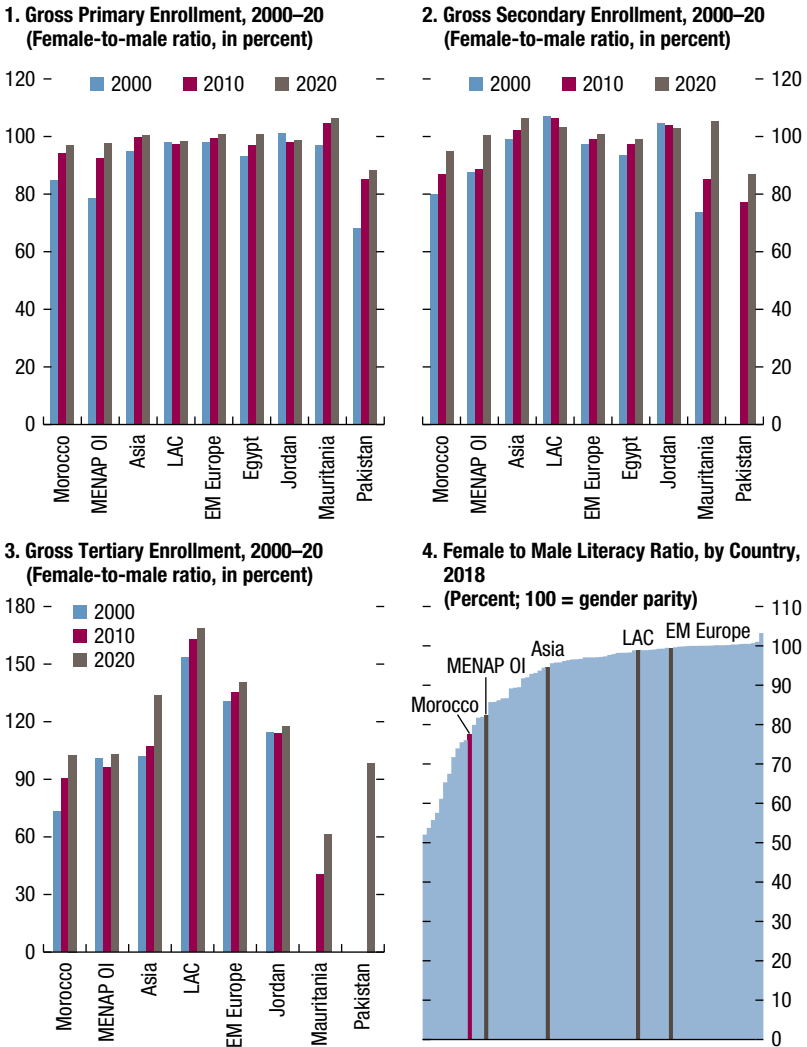 1. Gross Primary Enrollment, 2000–20
(Female-to-male ratio, in percent)
2000 2010 2020
120
100
80
60
40
20
0
Morocco
MENAP OI
Asia
LAC
EM Europe
Egypt
Jordan
Mauritania
Pakistan
2. Gross Secondary Enrollment, 2000–20
(Female-to-male ratio, in percent)
2000 2010 2020
120
100
80
60
40
20
0
Morocco
MENAP OI
Asia
LAC
EM Europe
Egypt
Jordan
Mauritania
Pakistan
3. Gross Tertiary Enrollment, 2000–20
(Female-to-male ratio, in percent)
2000
2010
2020
180
150
120
90
60
30
0
Morocco
MENAP OI
Asia
LAC
EM Europe
Jordan
Mauritania
Pakistan
4. Female to Male Literacy Ratio, by Country,
2018
(Percent; 100 = gender parity)
Morocco
MENAP OI
Asia
LAC
EM Europe
110
100
90
80
70
60
50
40
30
20
10
0